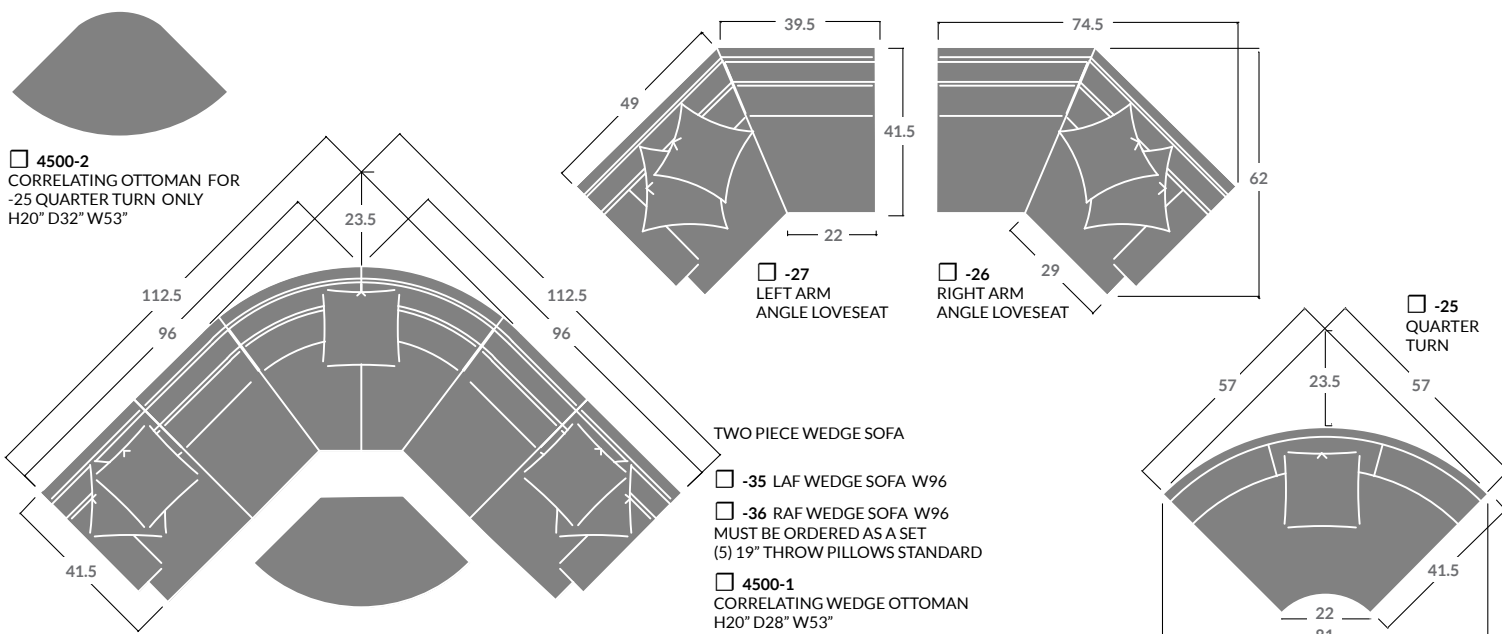 39.5
74.5
49
41.5
62
22
29
☐ 4500-2
CORRELATING OTTOMAN FOR
-25 QUARTER TURN ONLY
H20” D32” W53”
☐ -27
LEFT ARM
ANGLE LOVESEAT
☐ -26
RIGHT ARM
ANGLE LOVESEAT
23.5
112.5
112.5
96
96
41.5
TWO PIECE WEDGE SOFA
☐ -35 LAF WEDGE SOFA W96
☐ -36 RAF WEDGE SOFA W96
MUST BE ORDERED AS A SET
(5) 19” THROW PILLOWS STANDARD
☐ 4500-1
CORRELATING WEDGE OTTOMAN
H20” D28” W53”
☐ -25
QUARTER
TURN
57
23.5
57
41.5
22
81